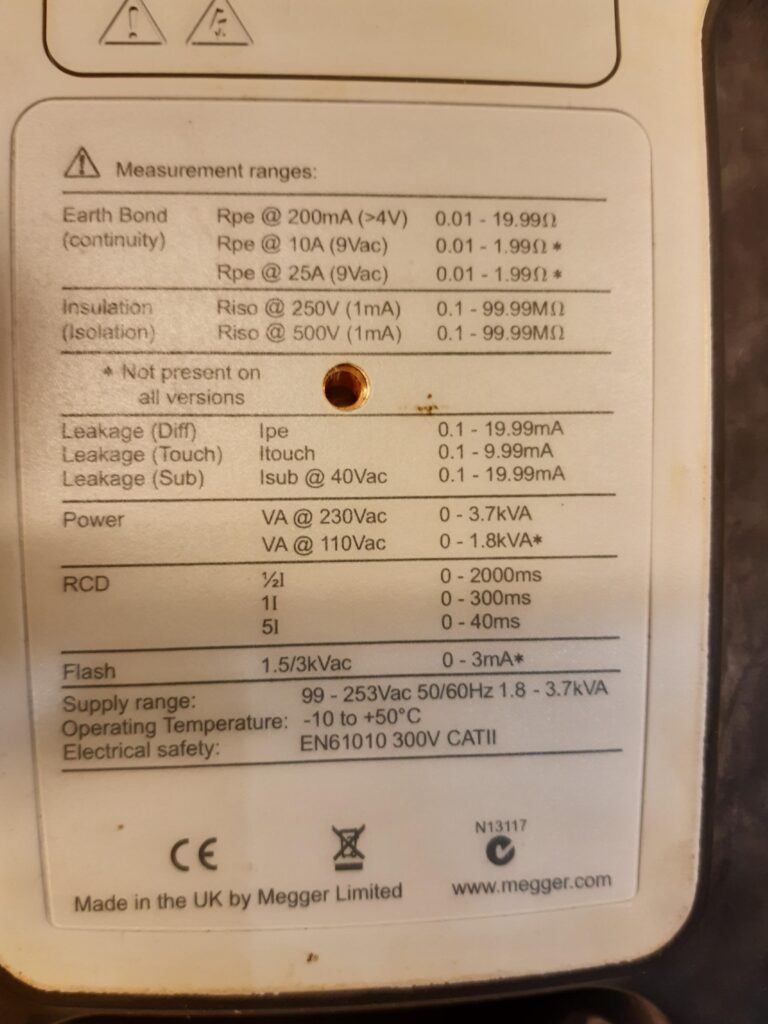 Measurement ranges:
Earth Bond Rpe @ 200mA (>4V) 0.01 - 19.99Ω
(continuity) Rpe @ 10A (9Vac) 0.01 - 1.99Ω *
Rpe @ 25A (9Vac) 0.01 - 1.99Ω *
Insulation Riso @ 250V (1mA) 0.1 - 99.99MΩ
(Isolation) Riso @ 500V (1mA) 0.1 - 99.99MΩ
* Not present on
all versions
Leakage (Diff) Ipe 0.1 - 19.99mA
Leakage (Touch) Itouch 0.1 - 9.99mA
Leakage (Sub) Isub @ 40Vac 0.1 - 19.99mA
Power VA @ 230Vac 0 - 3.7kVA
VA @ 110Vac 0 - 1.8kVA*
RCD ½I 0 - 2000ms
1I 0 - 300ms
5I 0 - 40ms
Flash 1.5/3kVac 0 - 3mA*
Supply range: 99 - 253Vac 50/60Hz 1.8 - 3.7kVA
Operating Temperature: -10 to +50°C
Electrical safety: EN61010 300V CATII
CE
N13117
Made in the UK by Megger Limited
www.megger.com